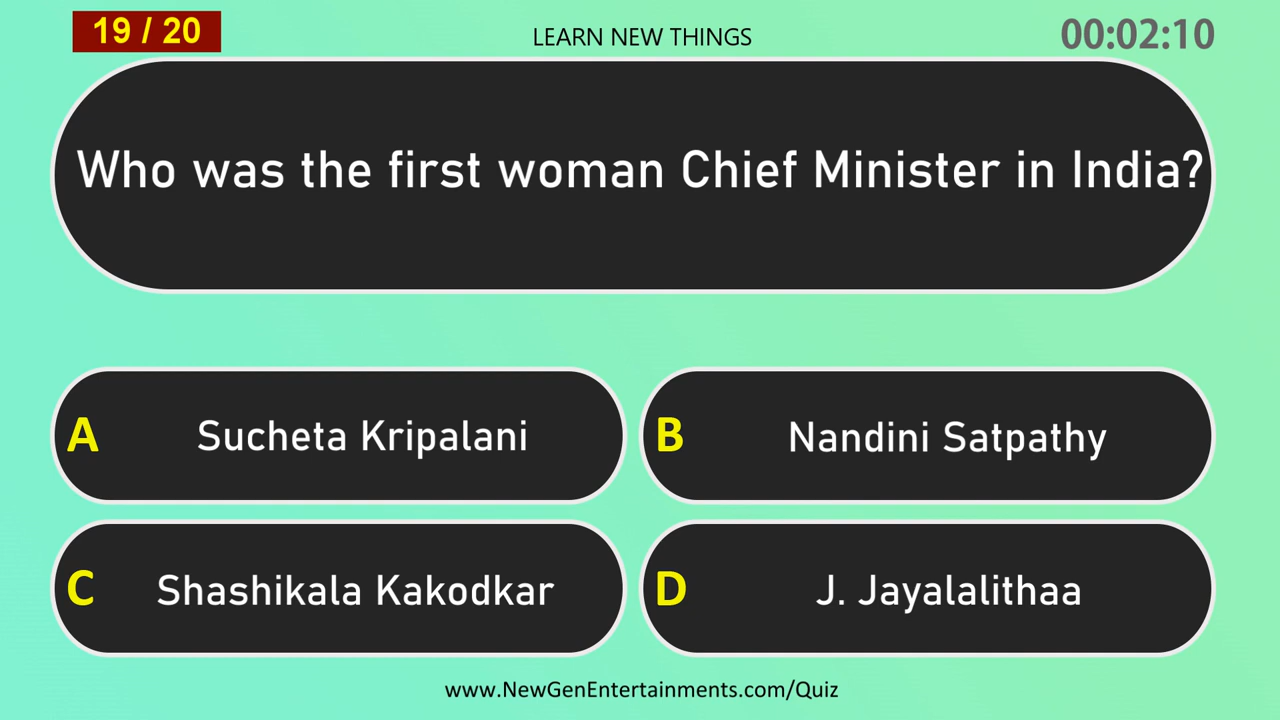 19 / 20
LEARN NEW THINGS
00:02:10
Who was the first woman Chief Minister in India?
A Sucheta Kripalani
B Nandini Satpathy
C Shashikala Kakodkar
D J. Jayalalithaa
www.NewGenEntertainments.com/Quiz